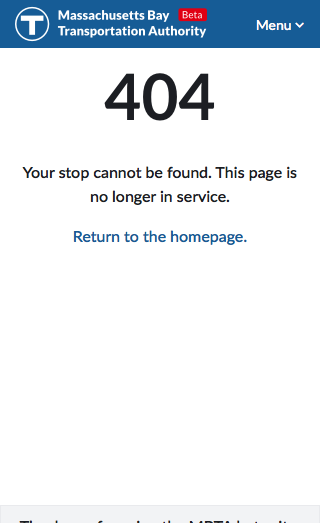 T
Massachusetts Bay Beta
Transportation Authority
Menu
404
Your stop cannot be found. This page is
no longer in service.
Return to the homepage.